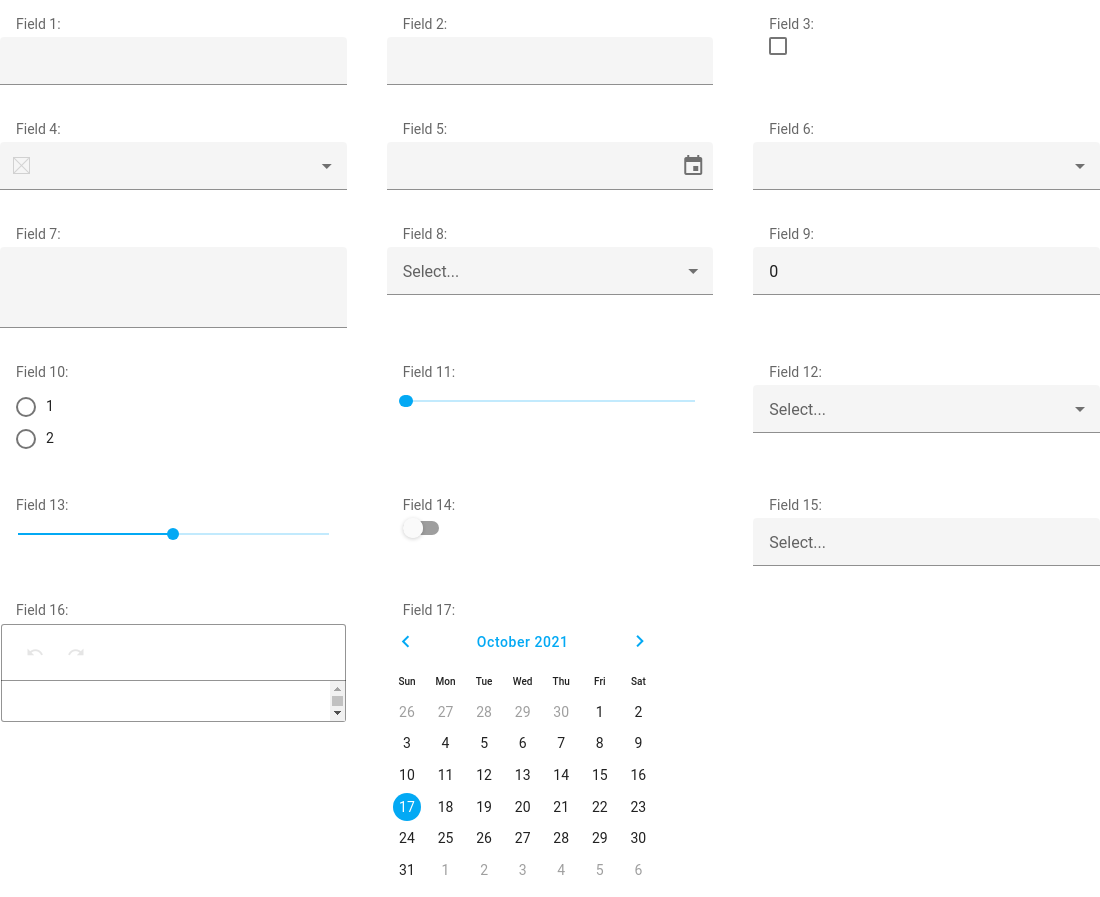 Field 1:
Field 2:
Field 3:
Field 4:
Field 5:
Field 6:
Field 7:
Field 8:
Select...
Field 9:
0
Field 10:
1
2
Field 11:
Field 12:
Select...
Field 13:
Field 14:
Field 15:
Select...
Field 16:
Field 17:
October 2021
Sun Mon Tue Wed Thu Fri Sat
26 27 28 29 30 1 2
3 4 5 6 7 8 9
10 11 12 13 14 15 16
17 18 19 20 21 22 23
24 25 26 27 28 29 30
31 1 2 3 4 5 6